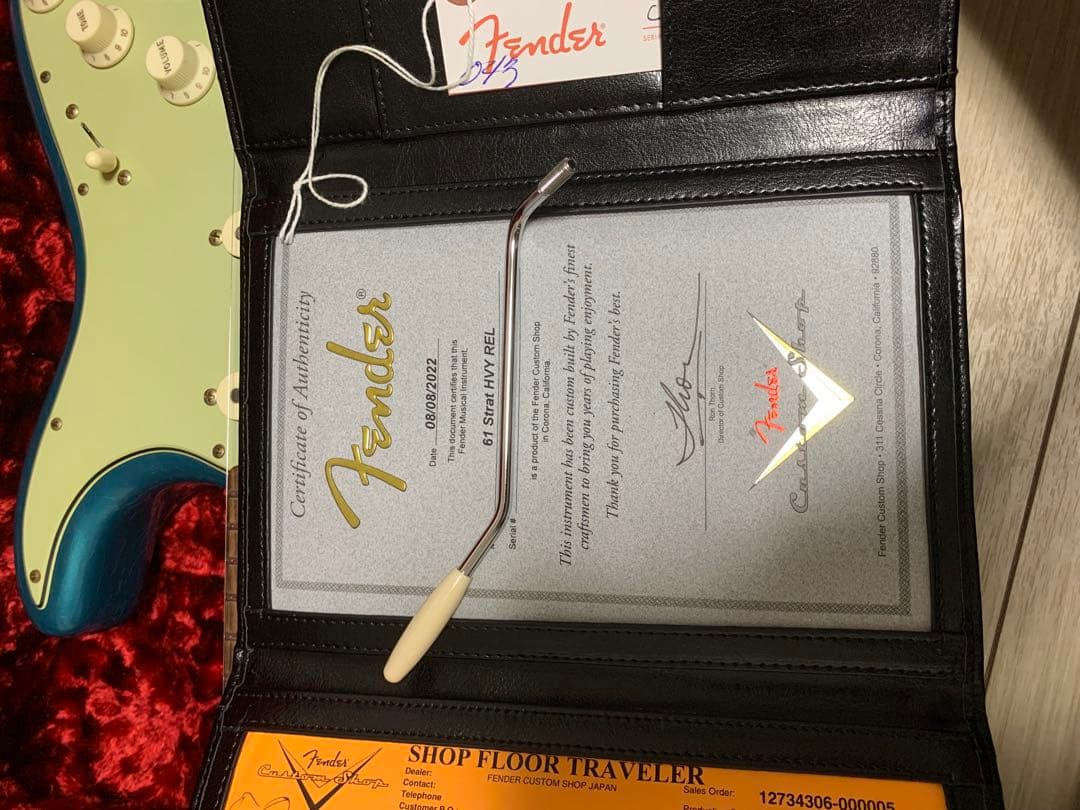 TONE
10
VOLUME
10
Fender®
SERI
Certificate of Authenticity
Fender®
Date 08/08/2022
This document certifies that this
Fender Musical Instrument,
61 Strat HVY REL
Serial #
is a product of the Fender Custom Shop
in Corona, California.
This instrument has been custom built by Fender's finest
craftsmen to bring you years of playing enjoyment.
Thank you for purchasing Fender's best.
Ron Thorn,
Director of Custom Shop
Fender
Custom Shop
Fender Custom Shop • 311 Cessna Circle • Corona, California • 92880
Fender
Custom Shop
SHOP FLOOR TRAVELER
FENDER CUSTOM SHOP JAPAN
Dealer:
Contact:
Telephone
Customer P.O
Sales Order: 12734306-000005